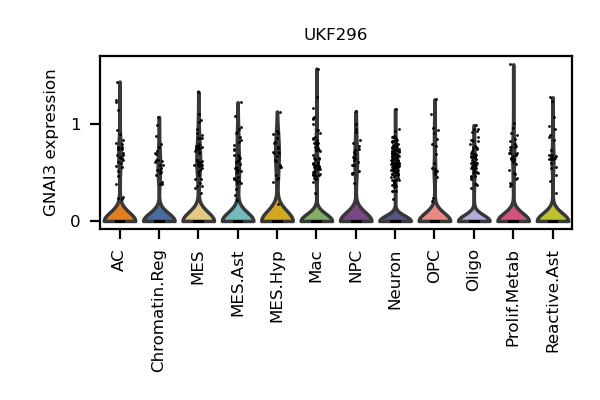 UKF296
GNAI3 expression
1
0
AC
Chromatin.Reg
MES
MES.Ast
MES.Hyp
Mac
NPC
Neuron
OPC
Oligo
Prolif.Metab
Reactive.Ast